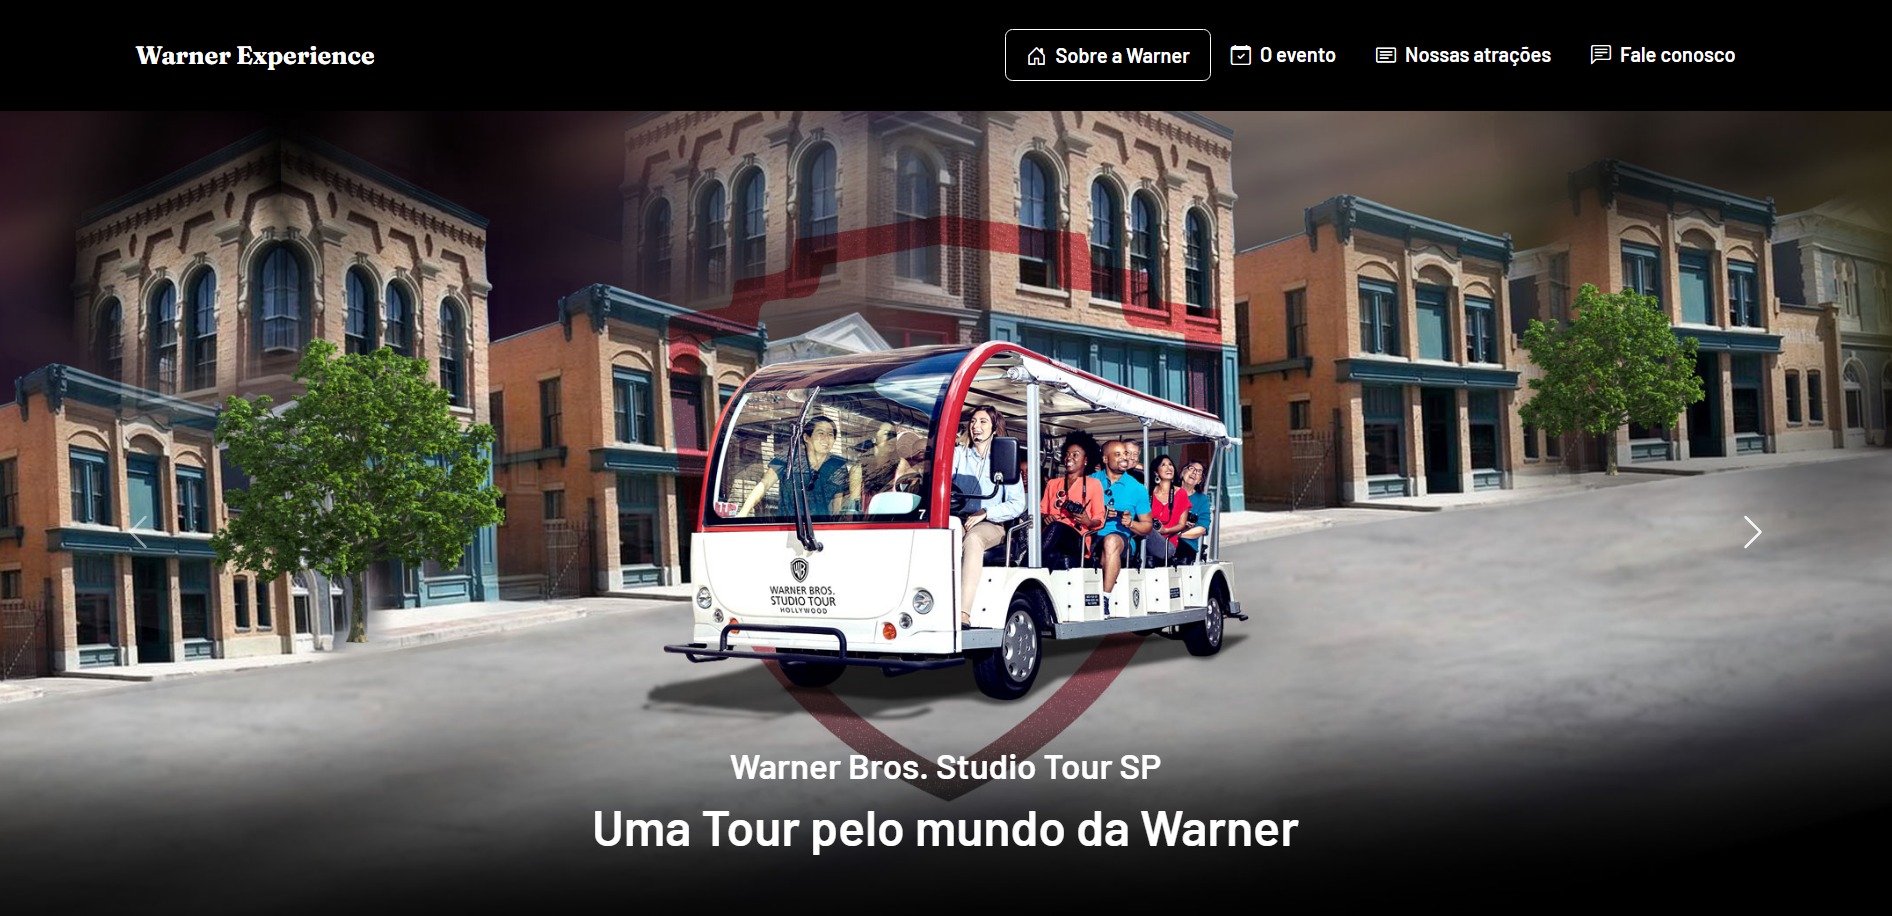 Warner Experience
Sobre a Warner
O evento
Nossas atrações
Fale conosco
7
WARNER BROS.
STUDIO TOUR
HOLLYWOOD
Warner Bros. Studio Tour SP
Uma Tour pelo mundo da Warner